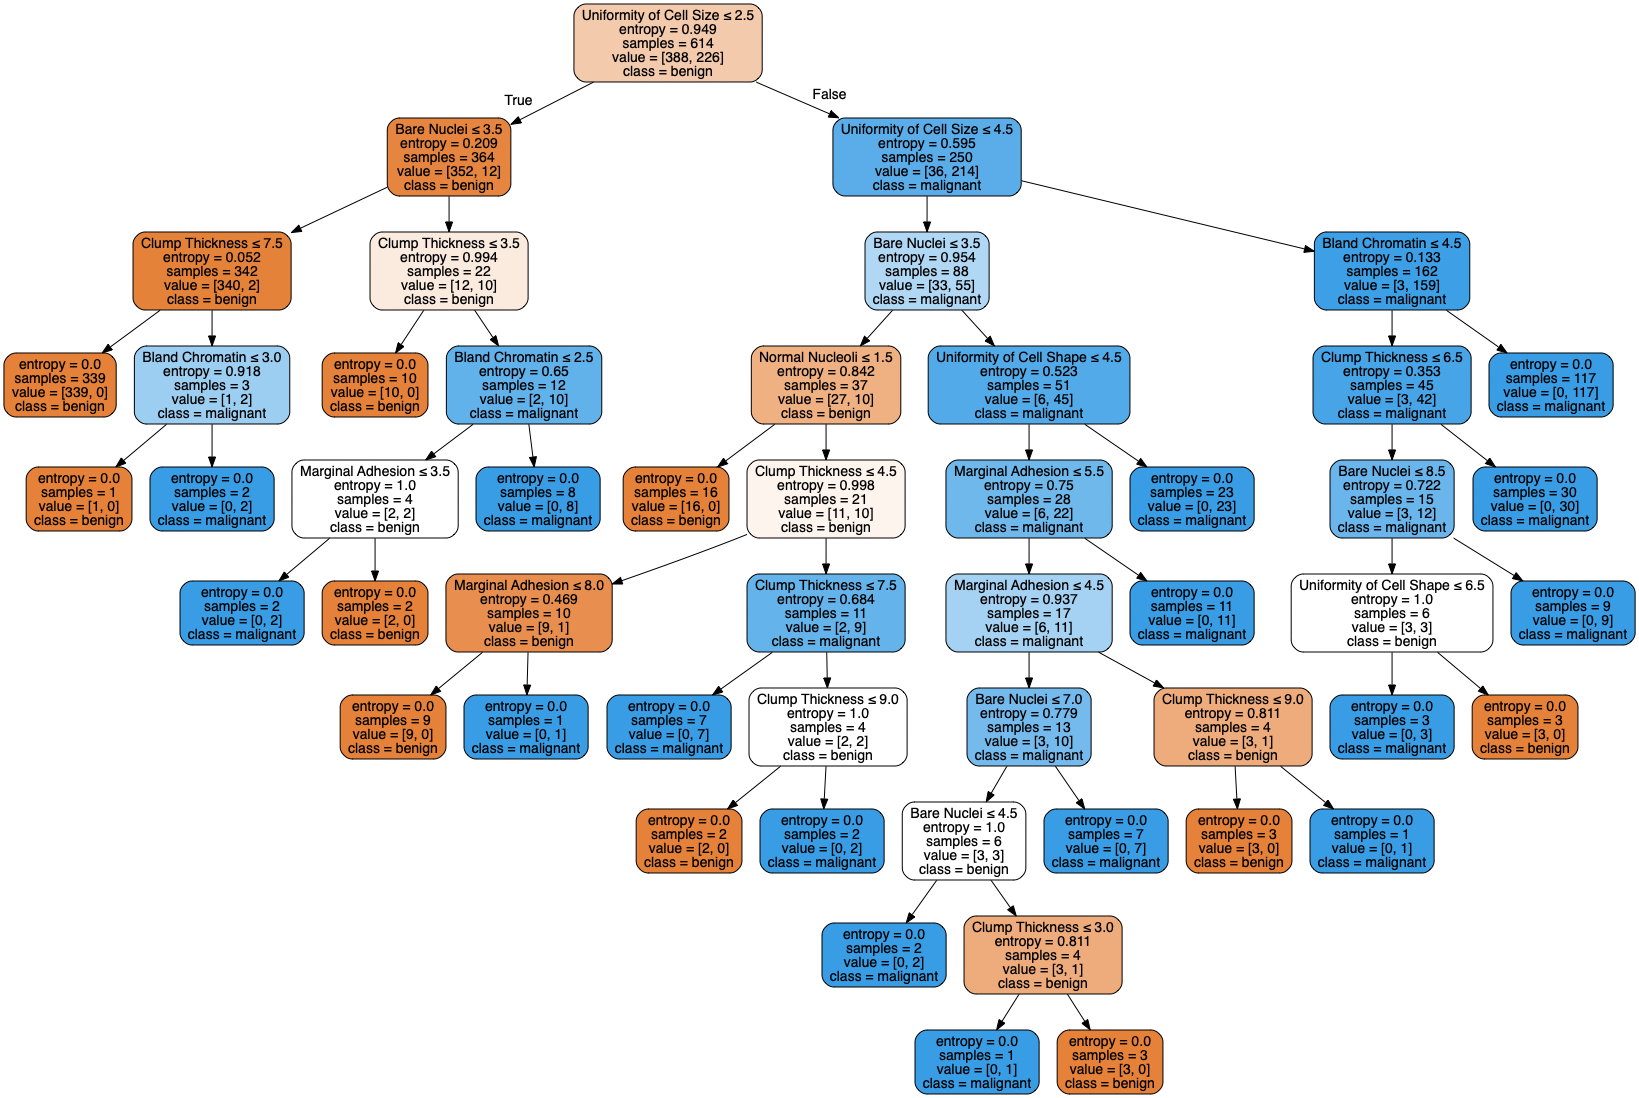 Uniformity of Cell Size ≤ 2.5
entropy = 0.949
samples = 614
value = [388, 226]
class = benign
True
False
Bare Nuclei ≤ 3.5
entropy = 0.209
samples = 364
value = [352, 12]
class = benign
Uniformity of Cell Size ≤ 4.5
entropy = 0.595
samples = 250
value = [36, 214]
class = malignant
Clump Thickness ≤ 7.5
entropy = 0.052
samples = 342
value = [340, 2]
class = benign
Clump Thickness ≤ 3.5
entropy = 0.994
samples = 22
value = [12, 10]
class = benign
Bare Nuclei ≤ 3.5
entropy = 0.954
samples = 88
value = [33, 55]
class = malignant
Bland Chromatin ≤ 4.5
entropy = 0.133
samples = 162
value = [3, 159]
class = malignant
entropy = 0.0
samples = 339
value = [339, 0]
class = benign
Bland Chromatin ≤ 3.0
entropy = 0.918
samples = 3
value = [1, 2]
class = malignant
entropy = 0.0
samples = 10
value = [10, 0]
class = benign
Bland Chromatin ≤ 2.5
entropy = 0.65
samples = 12
value = [2, 10]
class = malignant
Normal Nucleoli ≤ 1.5
entropy = 0.842
samples = 37
value = [27, 10]
class = benign
Uniformity of Cell Shape ≤ 4.5
entropy = 0.523
samples = 51
value = [6, 45]
class = malignant
Clump Thickness ≤ 6.5
entropy = 0.353
samples = 45
value = [3, 42]
class = malignant
entropy = 0.0
samples = 117
value = [0, 117]
class = malignant
entropy = 0.0
samples = 1
value = [1, 0]
class = benign
entropy = 0.0
samples = 2
value = [0, 2]
class = malignant
Marginal Adhesion ≤ 3.5
entropy = 1.0
samples = 4
value = [2, 2]
class = benign
entropy = 0.0
samples = 8
value = [0, 8]
class = malignant
entropy = 0.0
samples = 16
value = [16, 0]
class = benign
Clump Thickness ≤ 4.5
entropy = 0.998
samples = 21
value = [11, 10]
class = benign
Marginal Adhesion ≤ 5.5
entropy = 0.75
samples = 28
value = [6, 22]
class = malignant
entropy = 0.0
samples = 23
value = [0, 23]
class = malignant
Bare Nuclei ≤ 8.5
entropy = 0.722
samples = 15
value = [3, 12]
class = malignant
entropy = 0.0
samples = 30
value = [0, 30]
class = malignant
entropy = 0.0
samples = 2
value = [0, 2]
class = malignant
entropy = 0.0
samples = 2
value = [2, 0]
class = benign
Marginal Adhesion ≤ 8.0
entropy = 0.469
samples = 10
value = [9, 1]
class = benign
Clump Thickness ≤ 7.5
entropy = 0.684
samples = 11
value = [2, 9]
class = malignant
Marginal Adhesion ≤ 4.5
entropy = 0.937
samples = 17
value = [6, 11]
class = malignant
entropy = 0.0
samples = 11
value = [0, 11]
class = malignant
Uniformity of Cell Shape ≤ 6.5
entropy = 1.0
samples = 6
value = [3, 3]
class = benign
entropy = 0.0
samples = 9
value = [0, 9]
class = malignant
entropy = 0.0
samples = 9
value = [9, 0]
class = benign
entropy = 0.0
samples = 1
value = [0, 1]
class = malignant
entropy = 0.0
samples = 7
value = [0, 7]
class = malignant
Clump Thickness ≤ 9.0
entropy = 1.0
samples = 4
value = [2, 2]
class = benign
Bare Nuclei ≤ 7.0
entropy = 0.779
samples = 13
value = [3, 10]
class = malignant
Clump Thickness ≤ 9.0
entropy = 0.811
samples = 4
value = [3, 1]
class = benign
entropy = 0.0
samples = 3
value = [0, 3]
class = malignant
entropy = 0.0
samples = 3
value = [3, 0]
class = benign
entropy = 0.0
samples = 2
value = [2, 0]
class = benign
entropy = 0.0
samples = 2
value = [0, 2]
class = malignant
Bare Nuclei ≤ 4.5
entropy = 1.0
samples = 6
value = [3, 3]
class = benign
entropy = 0.0
samples = 7
value = [0, 7]
class = malignant
entropy = 0.0
samples = 3
value = [3, 0]
class = benign
entropy = 0.0
samples = 1
value = [0, 1]
class = malignant
entropy = 0.0
samples = 2
value = [0, 2]
class = malignant
Clump Thickness ≤ 3.0
entropy = 0.811
samples = 4
value = [3, 1]
class = benign
entropy = 0.0
samples = 1
value = [0, 1]
class = malignant
entropy = 0.0
samples = 3
value = [3, 0]
class = benign